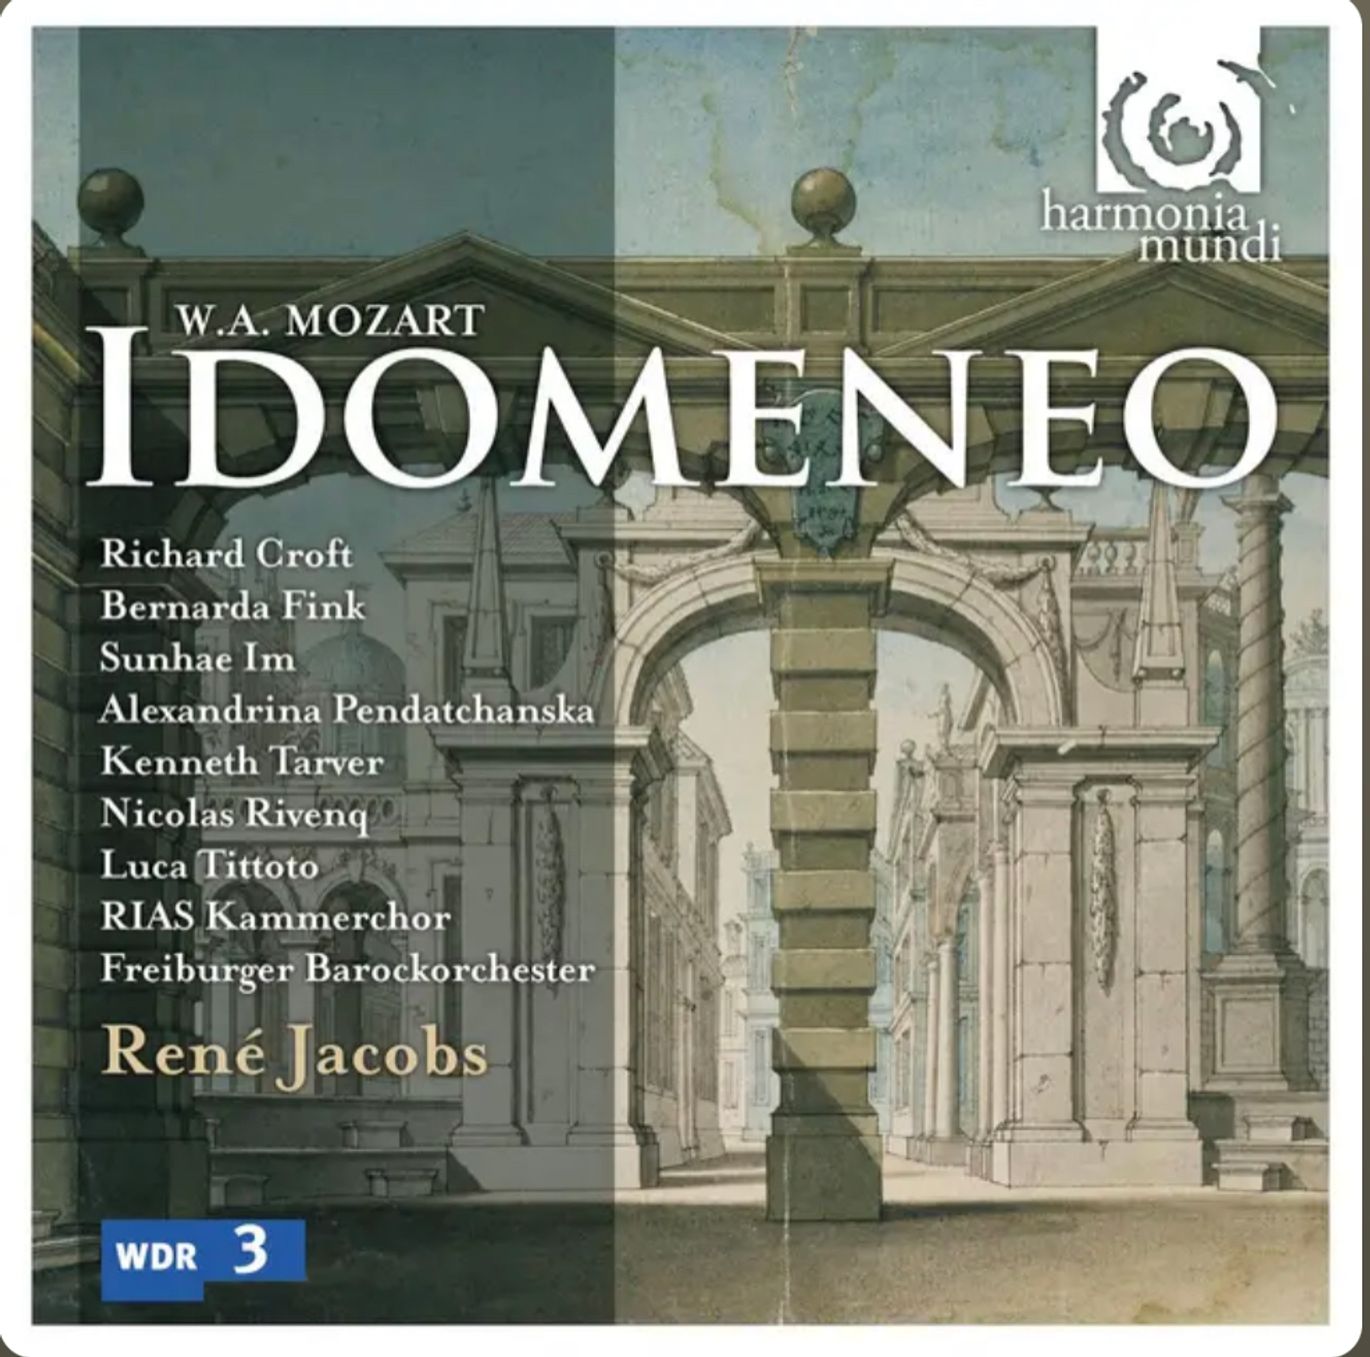 harmonia
mundi
W.A. MOZART
IDOMENEO
Richard Croft
Bernarda Fink
Sunhae Im
Alexandrina Pendatchanska
Kenneth Tarver
Nicolas Rivenq
Luca Tittoto
RIAS Kammerchor
Freiburger Barockorchester
René Jacobs
WDR 3